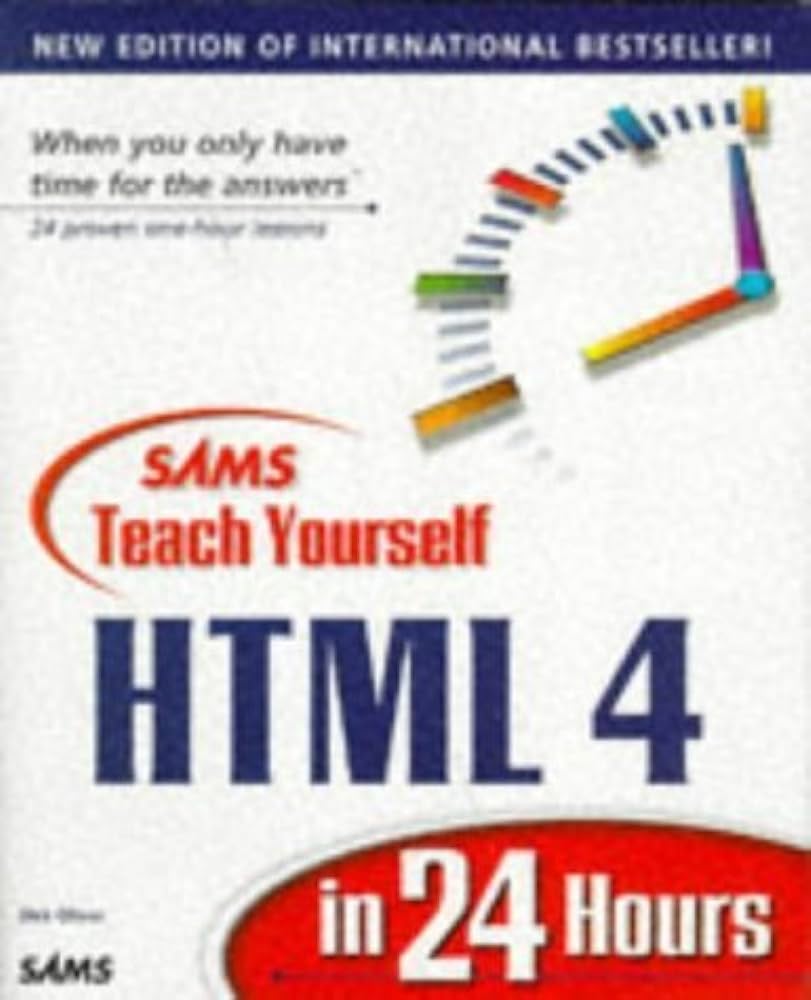 NEW EDITION OF INTERNATIONAL BESTSELLER!
When you only have
time for the answers™
24 proven one-hour lessons
SAMS
Teach Yourself
HTML 4
in 24 Hours
SAMS